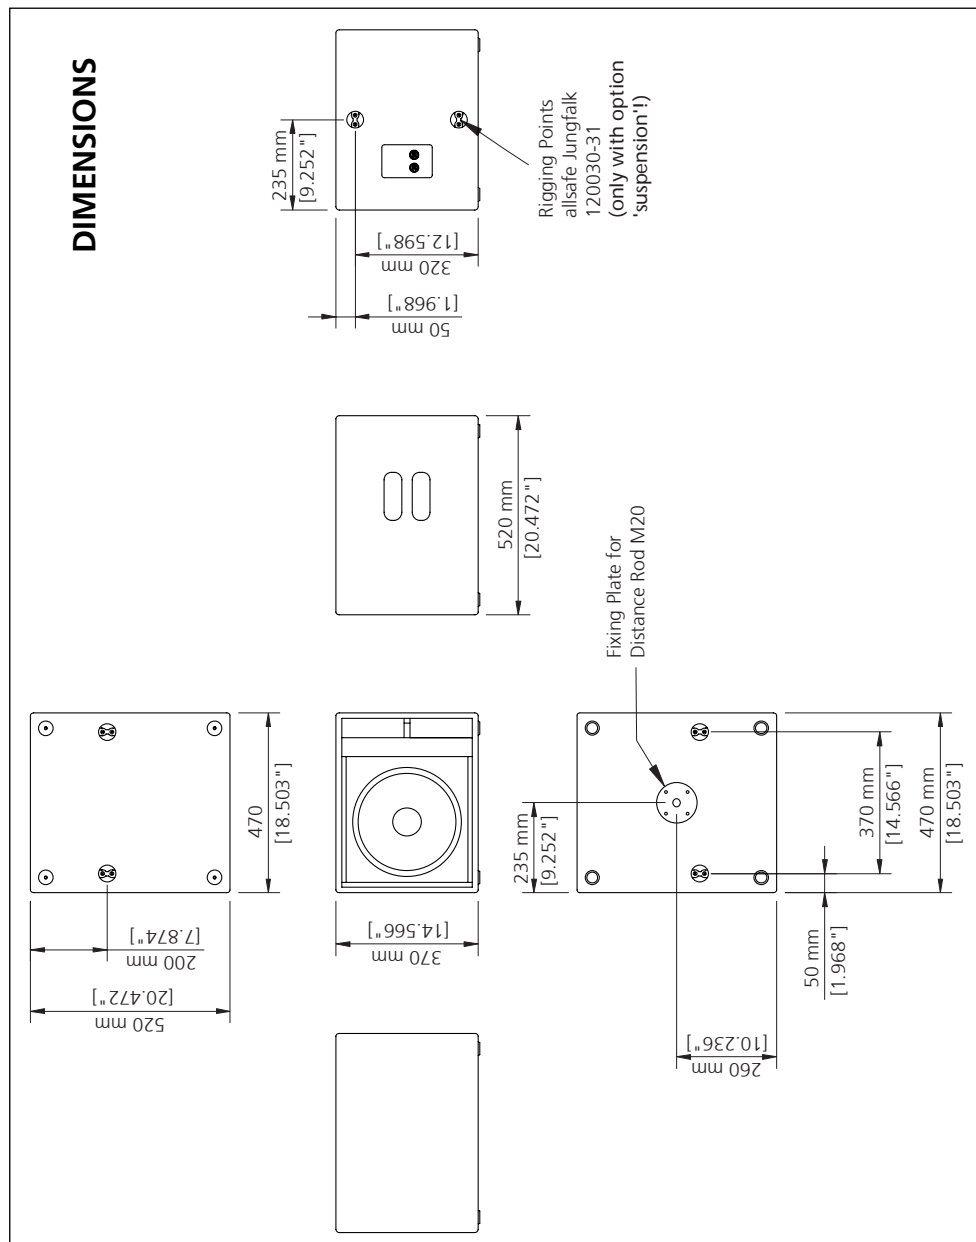 DIMENSIONS
235 mm
[9.252"]
320 mm
[12.598"]
50 mm
[1.968"]
Rigging Points
allsafe Jungfalk
120030-31
(only with option
'suspension'!)
520 mm
[20.472"]
Fixing Plate for
Distance Rod M20
470
[18.503"]
200 mm
[7.874"]
520 mm
[20.472"]
370 mm
[14.566"]
235 mm
[9.252"]
370 mm
[14.566"]
470 mm
[18.503"]
50 mm
[1.968"]
260 mm
[10.236"]